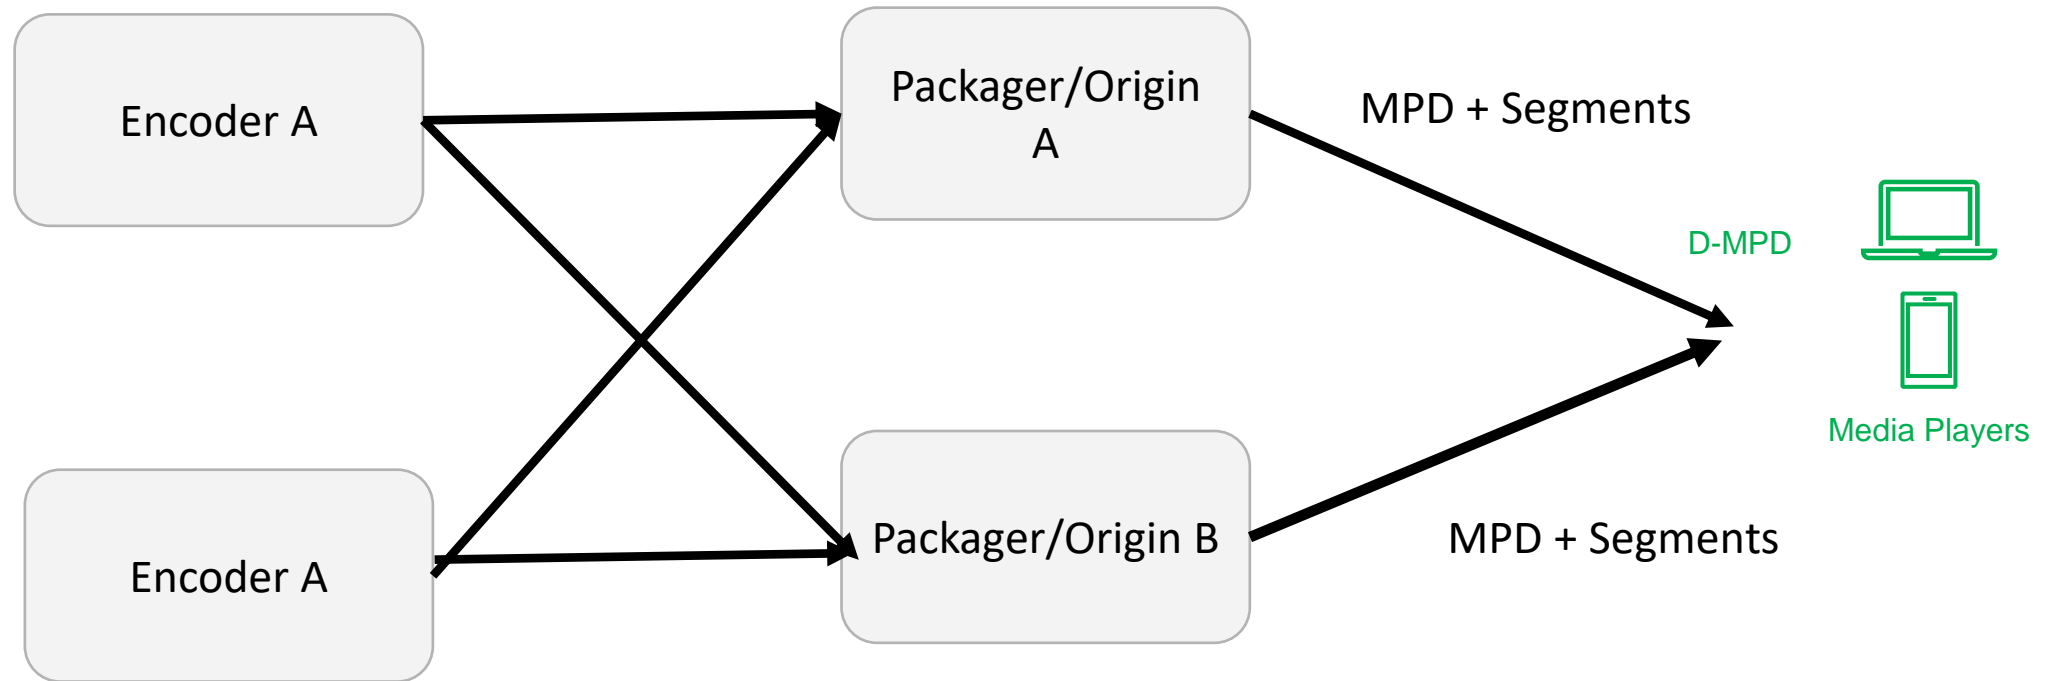 Encoder A
Packager/Origin
A
MPD + Segments
D-MPD
Media Players
Encoder A
Packager/Origin B
MPD + Segments